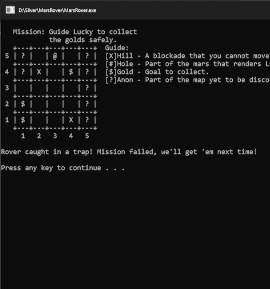 D:\Silver\MarsRover\MarsRover.exe
Mission: Guide Lucky to collect
the golds safely.
+---+---+---+---+---+ Guide:
5 | ? |   | @ |   | ? | [X]Hill - A blockade that you cannot move
+---+---+---+---+---+ [#]Hole - Part of the mars that renders L
4 | ? | X |   | $ | ? | [$]Gold - Goal to collect.
+---+---+---+---+---+ [?]Anon - Part of the map yet to be disco
3 |   |   |   |   | ? |
+---+---+---+---+---+
2 | $ |   |   |   | ? |
+---+---+---+---+---+
1 | $ |   |   | X | ? |
+---+---+---+---+---+
1 2 3 4 5
Rover caught in a trap! Mission failed, we'll get 'em next time!
Press any key to continue . . .